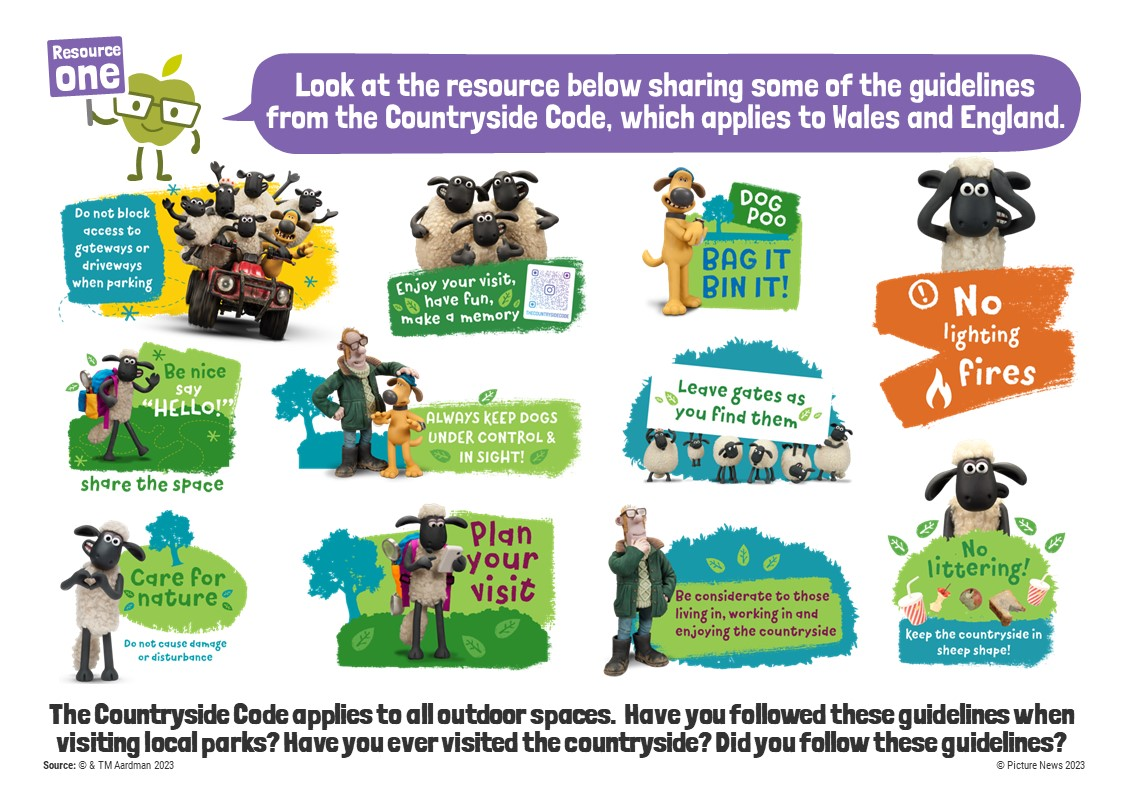 Resource
one
Look at the resource below sharing some of the guidelines
from the Countryside Code, which applies to Wales and England.
Do not block
access to
gateways or
driveways
when parking
Enjoy your visit,
have fun,
make a memory
THECOUNTRYSIDECODE
DOG
POO
BAG IT
BIN IT!
No
lighting
fires
Be nice
say
“HELLO!”
share the space
ALWAYS KEEP DOGS
UNDER CONTROL &
IN SIGHT!
Leave gates as
you find them
Care for
nature
Do not cause damage
or disturbance
Plan
your
visit
Be considerate to those
living in, working in and
enjoying the countryside
No
littering!
Keep the countryside in
sheep shape!
The Countryside Code applies to all outdoor spaces. Have you followed these guidelines when
visiting local parks? Have you ever visited the countryside? Did you follow these guidelines?
Source: © & TM Aardman 2023
© Picture News 2023